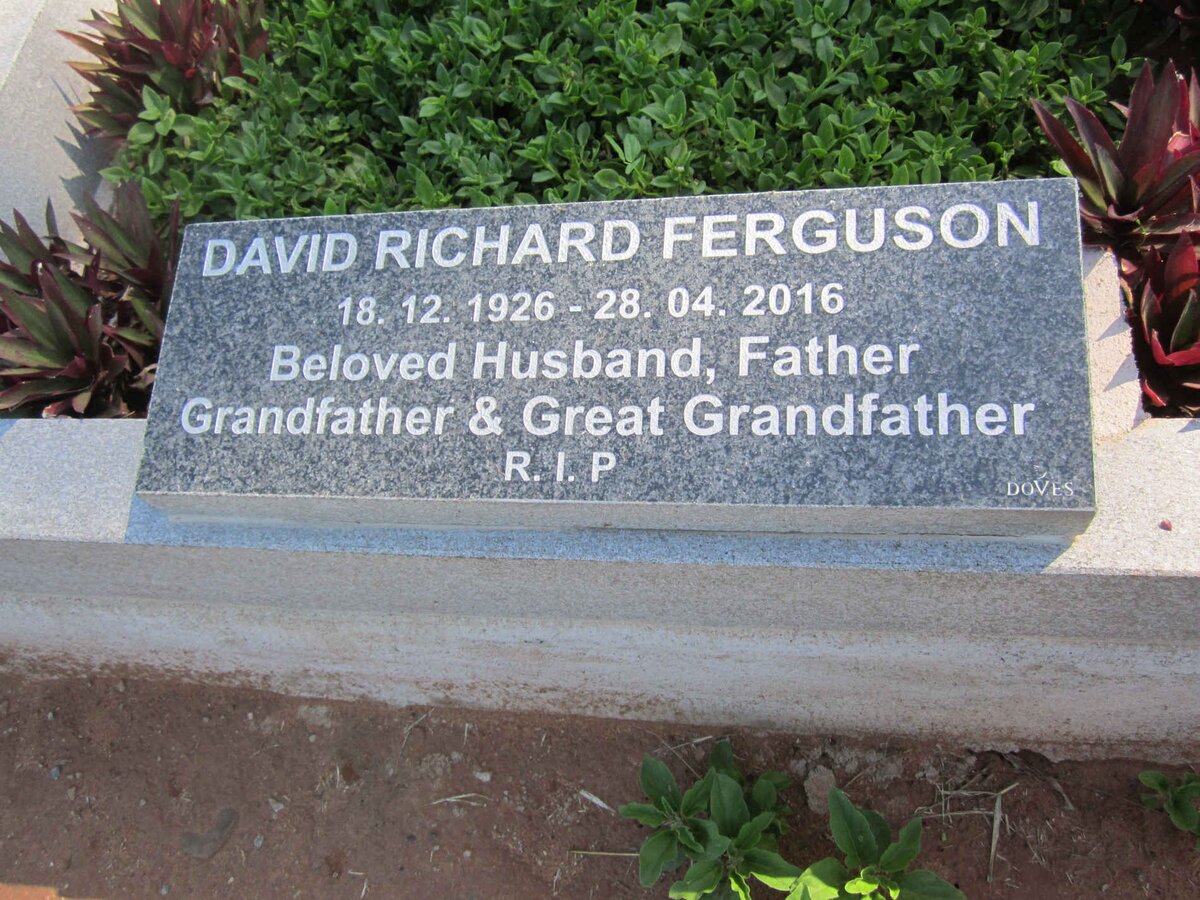 DAVID RICHARD FERGUSON
18. 12. 1926 - 28. 04. 2016
Beloved Husband, Father
Grandfather & Great Grandfather
R. I. P
DOVES